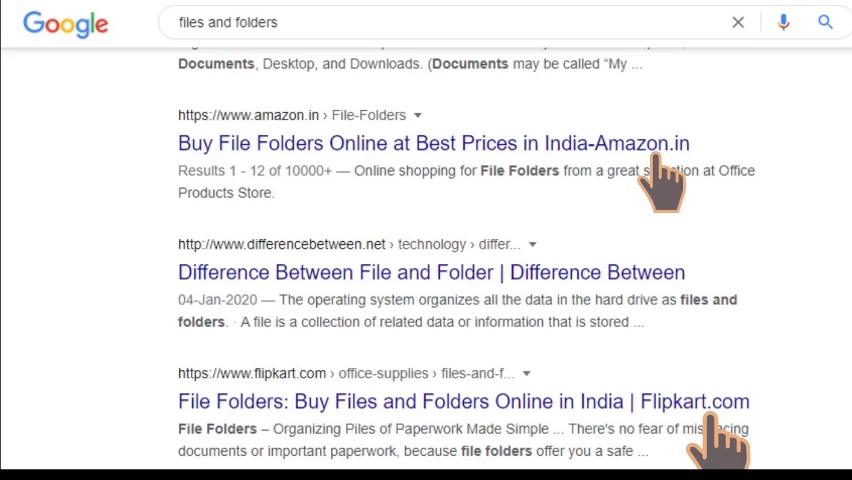 Google
files and folders
Documents, Desktop, and Downloads. (Documents may be called “My ...
https://www.amazon.in › File-Folders
Buy File Folders Online at Best Prices in India-Amazon.in
Results 1 - 12 of 10000+ — Online shopping for File Folders from a great at Office
Products Store.
http://www.differencebetween.net › technology › differ...
Difference Between File and Folder | Difference Between
04-Jan-2020 — The operating system organizes all the data in the hard drive as files and
folders. · A file is a collection of related data or information that is stored ...
https://www.flipkart.com › office-supplies › files-and-f...
File Folders: Buy Files and Folders Online in India | Flipkart.com
File Folders – Organizing Piles of Paperwork Made Simple ... There's no fear of
documents or important paperwork, because file folders offer you a safe ...